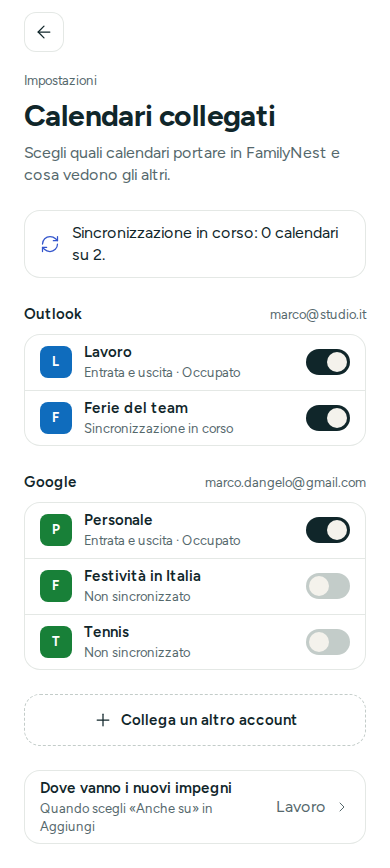 Impostazioni
Calendari collegati
Scegli quali calendari portare in FamilyNest e
cosa vedono gli altri.
Sincronizzazione in corso: 0 calendari
su 2.
Outlook marco@studio.it
L Lavoro
Entrata e uscita · Occupato
F Ferie del team
Sincronizzazione in corso
Google marco.dangelo@gmail.com
P Personale
Entrata e uscita · Occupato
F Festività in Italia
Non sincronizzato
T Tennis
Non sincronizzato
Collega un altro account
Dove vanno i nuovi impegni
Quando scegli «Anche su» in
Aggiungi
Lavoro